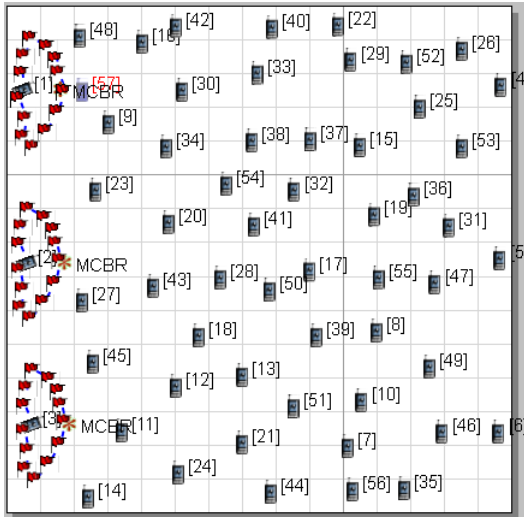 [48] [16] [42] [40] [22]
[29] [52] [26]
[1] MCBR [57] [30] [33] [4
[9] [25]
[34] [38] [37] [15] [53]
[23] [54] [32] [36]
[20] [41] [19] [31]
[2] MCBR [43] [28] [50] [17] [55] [47] [5
[27]
[18] [39] [8]
[45] [12] [13] [49]
[51] [10]
[3] MCBR [11] [21] [7] [46] [6]
[24]
[14] [44] [56] [35]